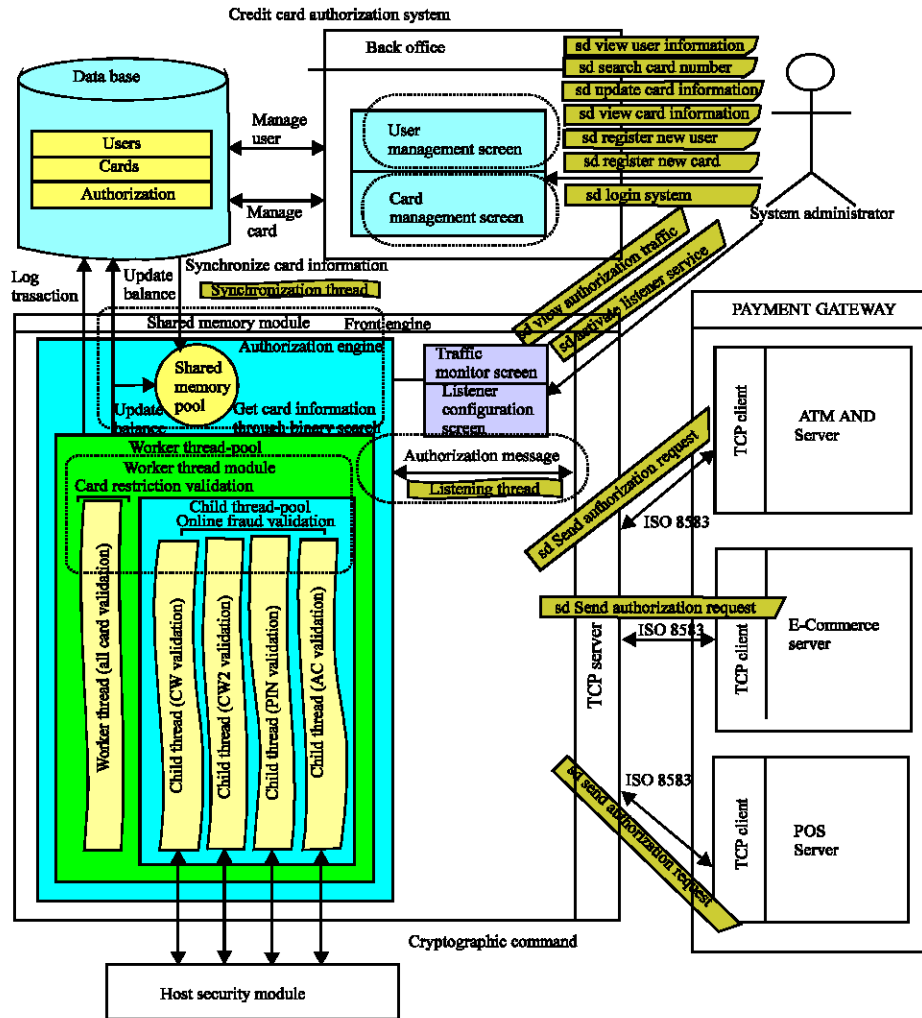 Credit card authorization system
Back office
Data base
Users
Cards
Authorization
Manage
user
Manage
card
User
management screen
Card
management screen
sd view user information
sd search card number
sd update card information
sd view card information
sd register new user
sd register new card
sd login system
System administrator
Log
trasaction
Update
balance
Synchronize card information
Synchronization thread
sd view authorization traffic
sd activate listener service
Shared memory module
Front engine
Authorization engine
Shared
memory
pool
Update
balance
Get card information
through binary search
Traffic
monitor screen
Listener
configuration
screen
Worker thread-pool
Worker thread module
Card restriction validation
Child thread-pool
Online fraud validation
Authorization message
Listening thread
Worker thread (all card validation)
Child thread (CW validation)
Child thread (CW2 validation)
Child thread (PIN validation)
Child thread (AC validation)
TCP server
PAYMENT GATEWAY
TCP client
ATM AND
Server
sd Send authorization request
ISO 8583
sd Send authorization request
ISO 8583
TCP client
E-Commerce
server
ISO 8583
sd send authorization request
TCP client
POS
Server
Cryptographic command
Host security module